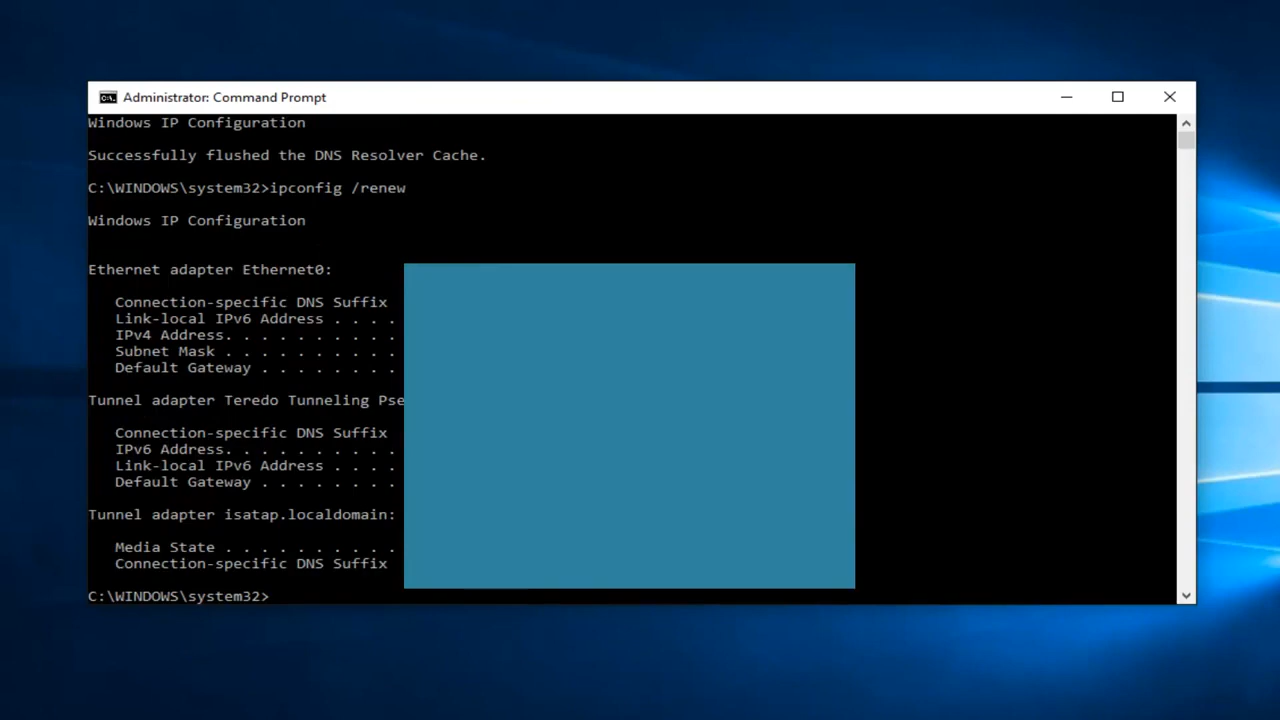 Administrator: Command Prompt
Windows IP Configuration
Successfully flushed the DNS Resolver Cache.
C:\WINDOWS\system32>ipconfig /renew
Windows IP Configuration
Ethernet adapter Ethernet0:
Connection-specific DNS Suffix
Link-local IPv6 Address . . . .
IPv4 Address. . . . . . . . . .
Subnet Mask . . . . . . . . . .
Default Gateway . . . . . . . .
Tunnel adapter Teredo Tunneling Pse
Connection-specific DNS Suffix
IPv6 Address. . . . . . . . . .
Link-local IPv6 Address . . . .
Default Gateway . . . . . . . .
Tunnel adapter isatap.localdomain:
Media State . . . . . . . . . .
Connection-specific DNS Suffix
C:\WINDOWS\system32>